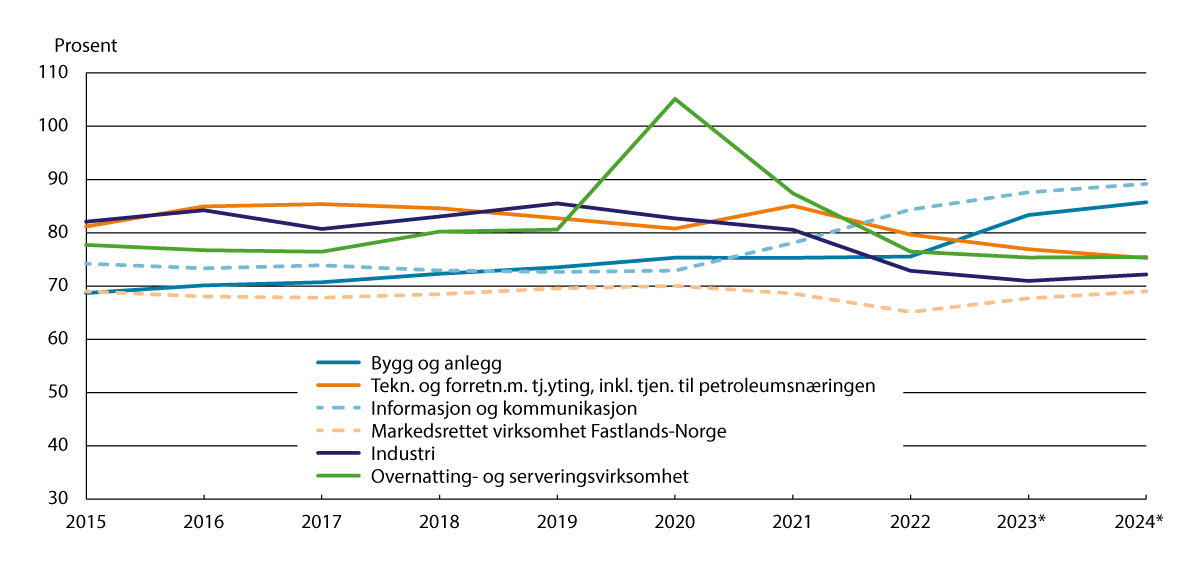 Prosent
110
100
90
80
70
60
50
40
30
Bygg og anlegg
Tekn. og forretn.m. tj.yting, inkl. tjen. til petroleumsnæringen
Informasjon og kommunikasjon
Markedsrettet virksomhet Fastlands-Norge
Industri
Overnatting- og serveringsvirksomhet
2015 2016 2017 2018 2019 2020 2021 2022 2023* 2024*